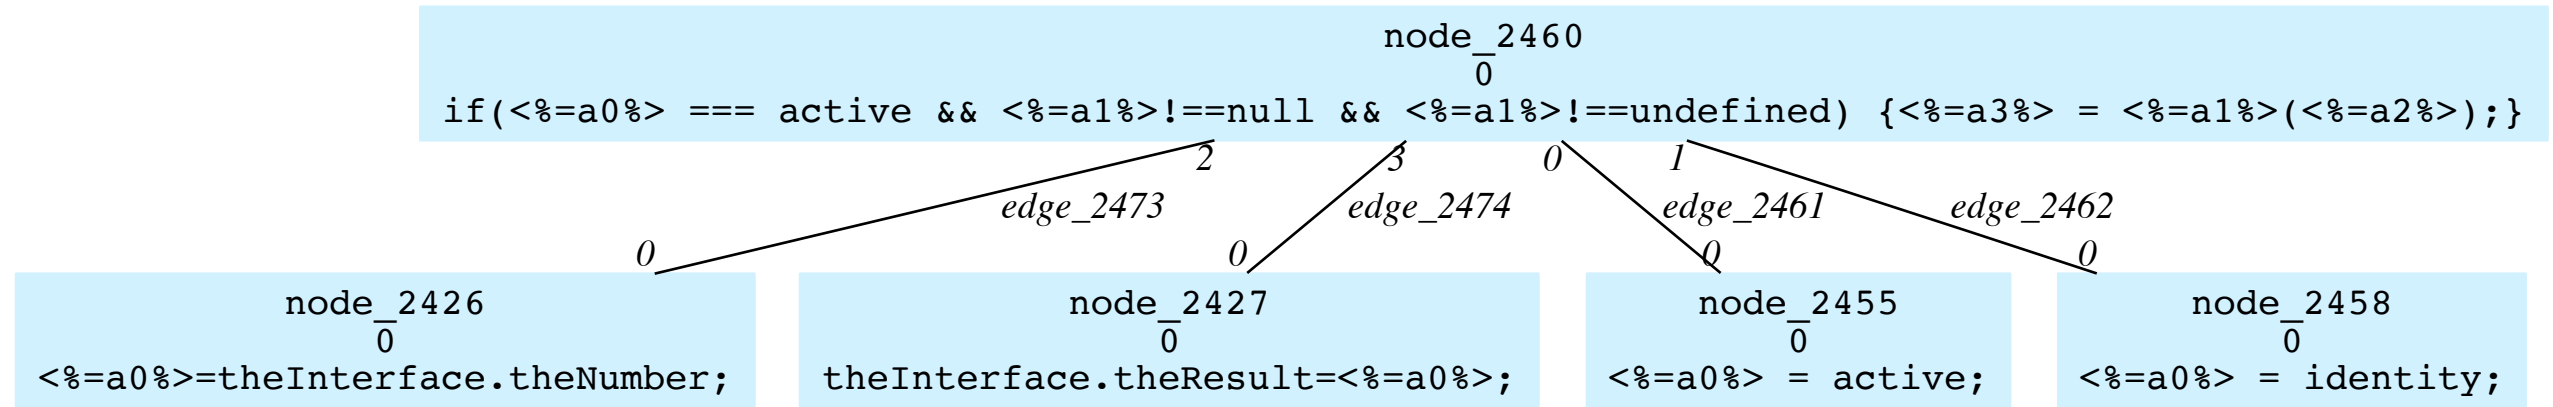 node_2460
0
if(<%=a0%> === active && <%=a1%>!==null && <%=a1%>!==undefined) {<%=a3%> = <%=a1%>(<%=a2%>);}
2 3 0 1
edge_2473 edge_2474 edge_2461 edge_2462
0 0 0 0
node_2426 node_2427 node_2455 node_2458
0 0 0 0
<%=a0%>=theInterface.theNumber; theInterface.theResult=<%=a0%>; <%=a0%> = active; <%=a0%> = identity;